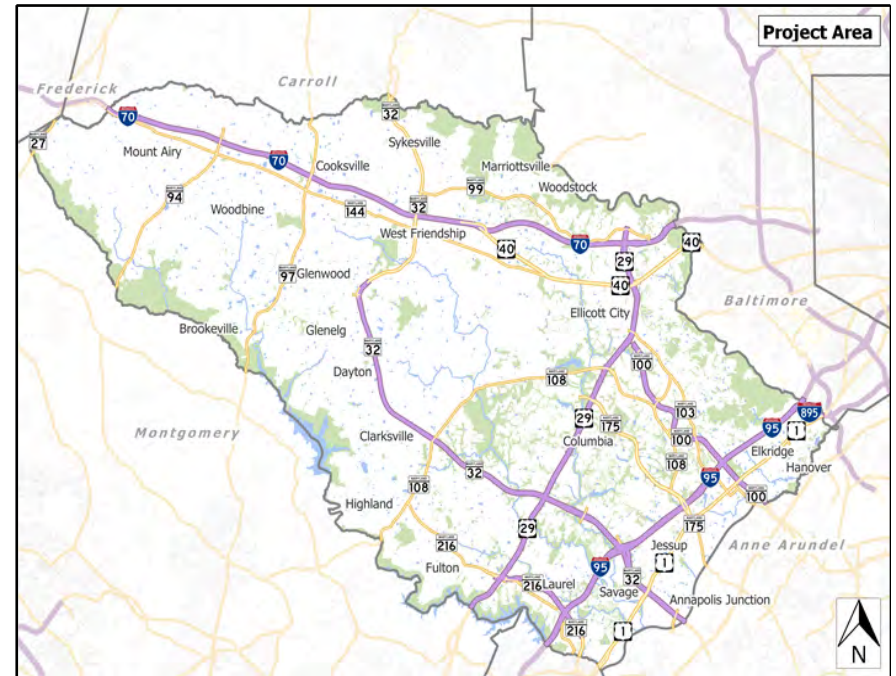 Project Area
Frederick
Carroll
70
MARYLAND
32
27
Mount Airy
Sykesville
70
Cooksville
Marriottsville
94
99
Woodstock
Woodbine
144
32
West Friendship
40
70
40
29
97
Glenwood
40
Baltimore
Ellicott City
Brookeville
Glenelg
32
Dayton
100
108
103
895
29
175
95
1
Montgomery
Clarksville
Columbia
100
Elkridge
108
32
108
95
Hanover
100
Highland
175
29
216
Jessup
Anne Arundel
Fulton
95
1
32
216
Laurel
Savage
Annapolis Junction
216
1
N